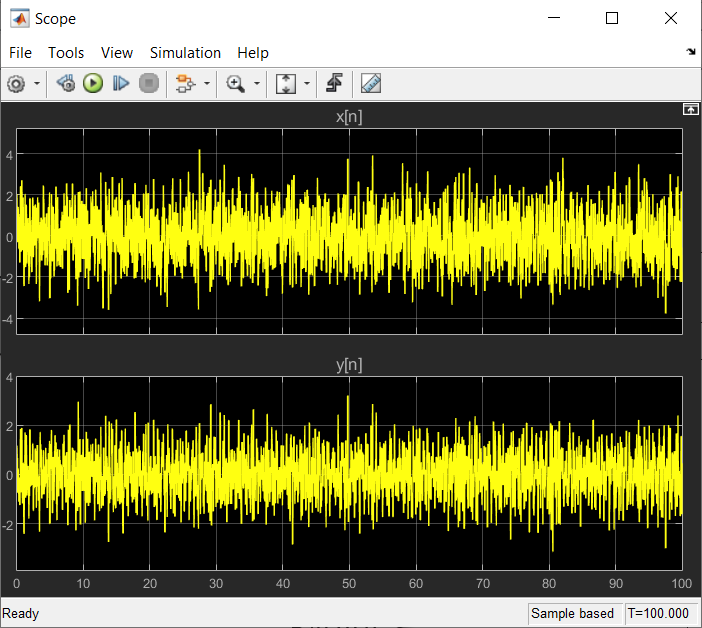 Scope
File Tools View Simulation Help
x[n]
4
2
0
-2
-4
y[n]
4
2
0
-2
0 10 20 30 40 50 60 70 80 90 100
Ready Sample based T=100.000